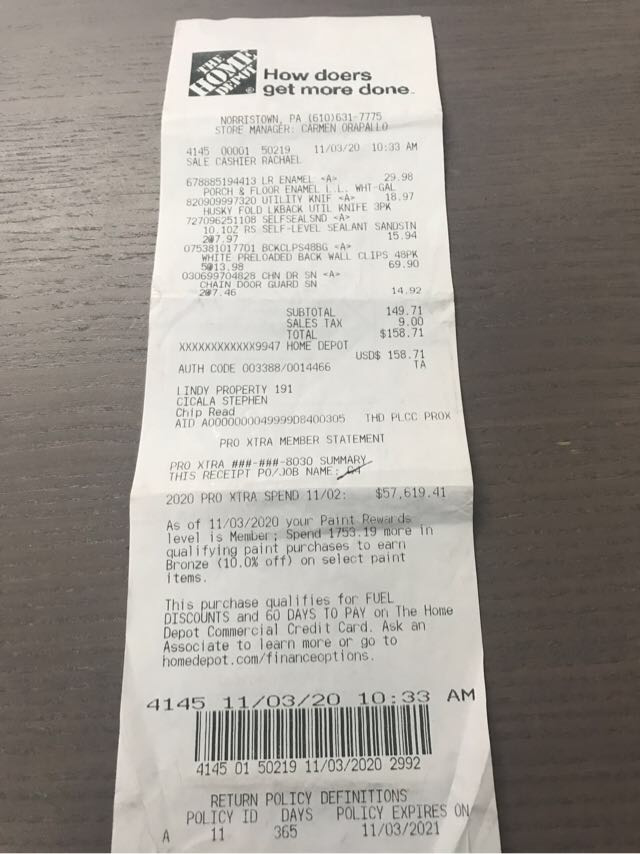 THE
HOME
DEPOT
How doers
get more done.
NORRISTOWN, PA (610)631-7775
STORE MANAGER: CARMEN ORAPALLO
4145 00001 50219 11/03/20 10:33 AM
SALE CASHIER RACHAEL
678885194413 LR ENAMEL <A> 29.98
PORCH & FLOOR ENAMEL L.L. WHT-GAL
820909997320 UTILITY KNIF <A> 18.97
HUSKY FOLD LKBACK UTIL KNIFE 3PK
727096251108 SELFSEALSND <A>
10.1OZ RS SELF-LEVEL SEALANT SANDSTN
2@7.97 15.94
075381017701 BCKCLPS48BG <A>
WHITE PRELOADED BACK WALL CLIPS 48PK
5@13.98 69.90
030699704828 CHN DR SN <A>
CHAIN DOOR GUARD SN
2@7.46 14.92
SUBTOTAL 149.71
SALES TAX 9.00
TOTAL $158.71
XXXXXXXXXXXX9947 HOME DEPOT
USD$ 158.71
AUTH CODE 003388/0014466 TA
LINDY PROPERTY 191
CICALA STEPHEN
Chip Read
AID A0000000049999D8400305 THD PLCC PROX
PRO XTRA MEMBER STATEMENT
PRO XTRA ###-###-8030 SUMMARY
THIS RECEIPT PO/JOB NAME:
2020 PRO XTRA SPEND 11/02: $57,619.41
As of 11/03/2020 your Paint Rewards
level is Member; Spend 1753.19 more in
qualifying paint purchases to earn
Bronze (10.0% off) on select paint
items.
This purchase qualifies for FUEL
DISCOUNTS and 60 DAYS TO PAY on The Home
Depot Commercial Credit Card. Ask an
Associate to learn more or go to
homedepot.com/financeoptions.
4145 11/03/20 10:33 AM
4145 01 50219 11/03/2020 2992
RETURN POLICY DEFINITIONS
POLICY ID DAYS POLICY EXPIRES ON
A 11 365 11/03/2021